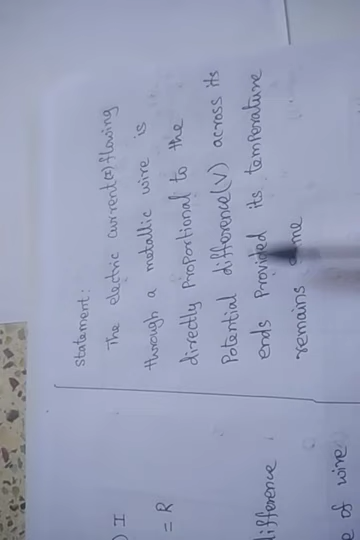 Statement:
The electric current(I) flowing
through a metallic wire is
directly proportional to the
Potential difference(V) across its
ends Provided its temperature
remains
) I
= R
difference
of wire